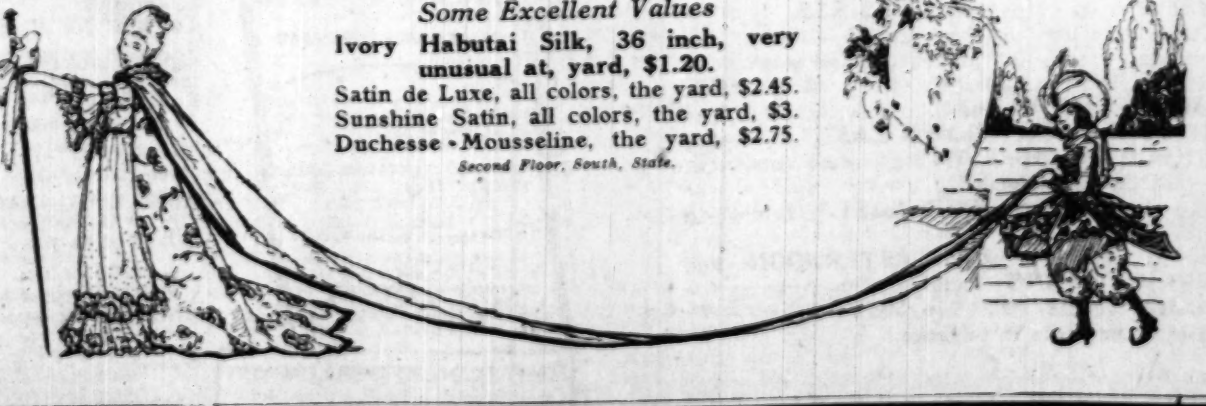 Some Excellent Values
Ivory Habutai Silk, 36 inch, very
unusual at, yard, $1.20.
Satin de Luxe, all colors, the yard, $2.45.
Sunshine Satin, all colors, the yard, $3.
Duchesse-Mousseline, the yard, $2.75.
Second Floor, South, State.